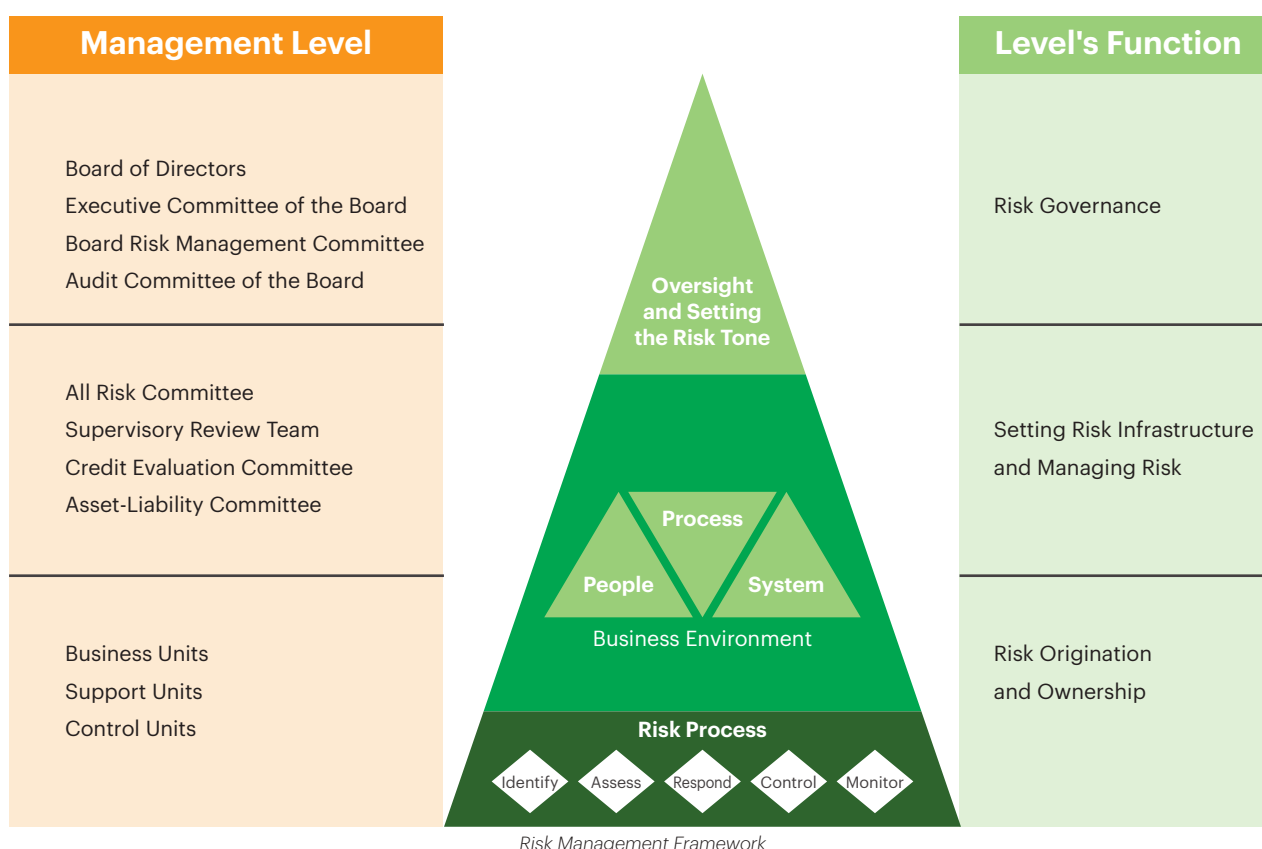 Management Level
Level's Function
Board of Directors
Executive Committee of the Board
Board Risk Management Committee
Audit Committee of the Board
Risk Governance
Oversight
and Setting
the Risk Tone
All Risk Committee
Supervisory Review Team
Credit Evaluation Committee
Asset-Liability Committee
Setting Risk Infrastructure
and Managing Risk
Process
People
System
Business Environment
Business Units
Support Units
Control Units
Risk Origination
and Ownership
Risk Process
Identify
Assess
Respond
Control
Monitor
Risk Management Framework